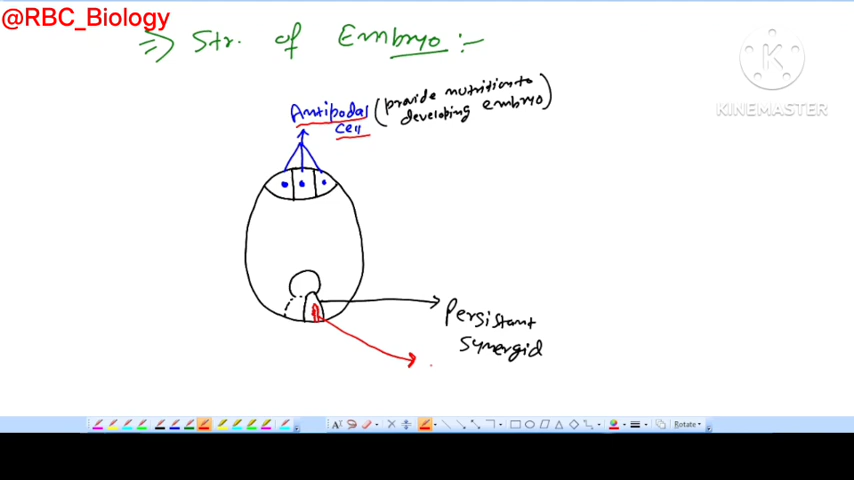 @RBC_Biology
=> Str. of Embryo :-
Antipodal
cell
(provide nutrition to
developing embryo)
K
KINEMASTER
Persistant
synergid
Rotate